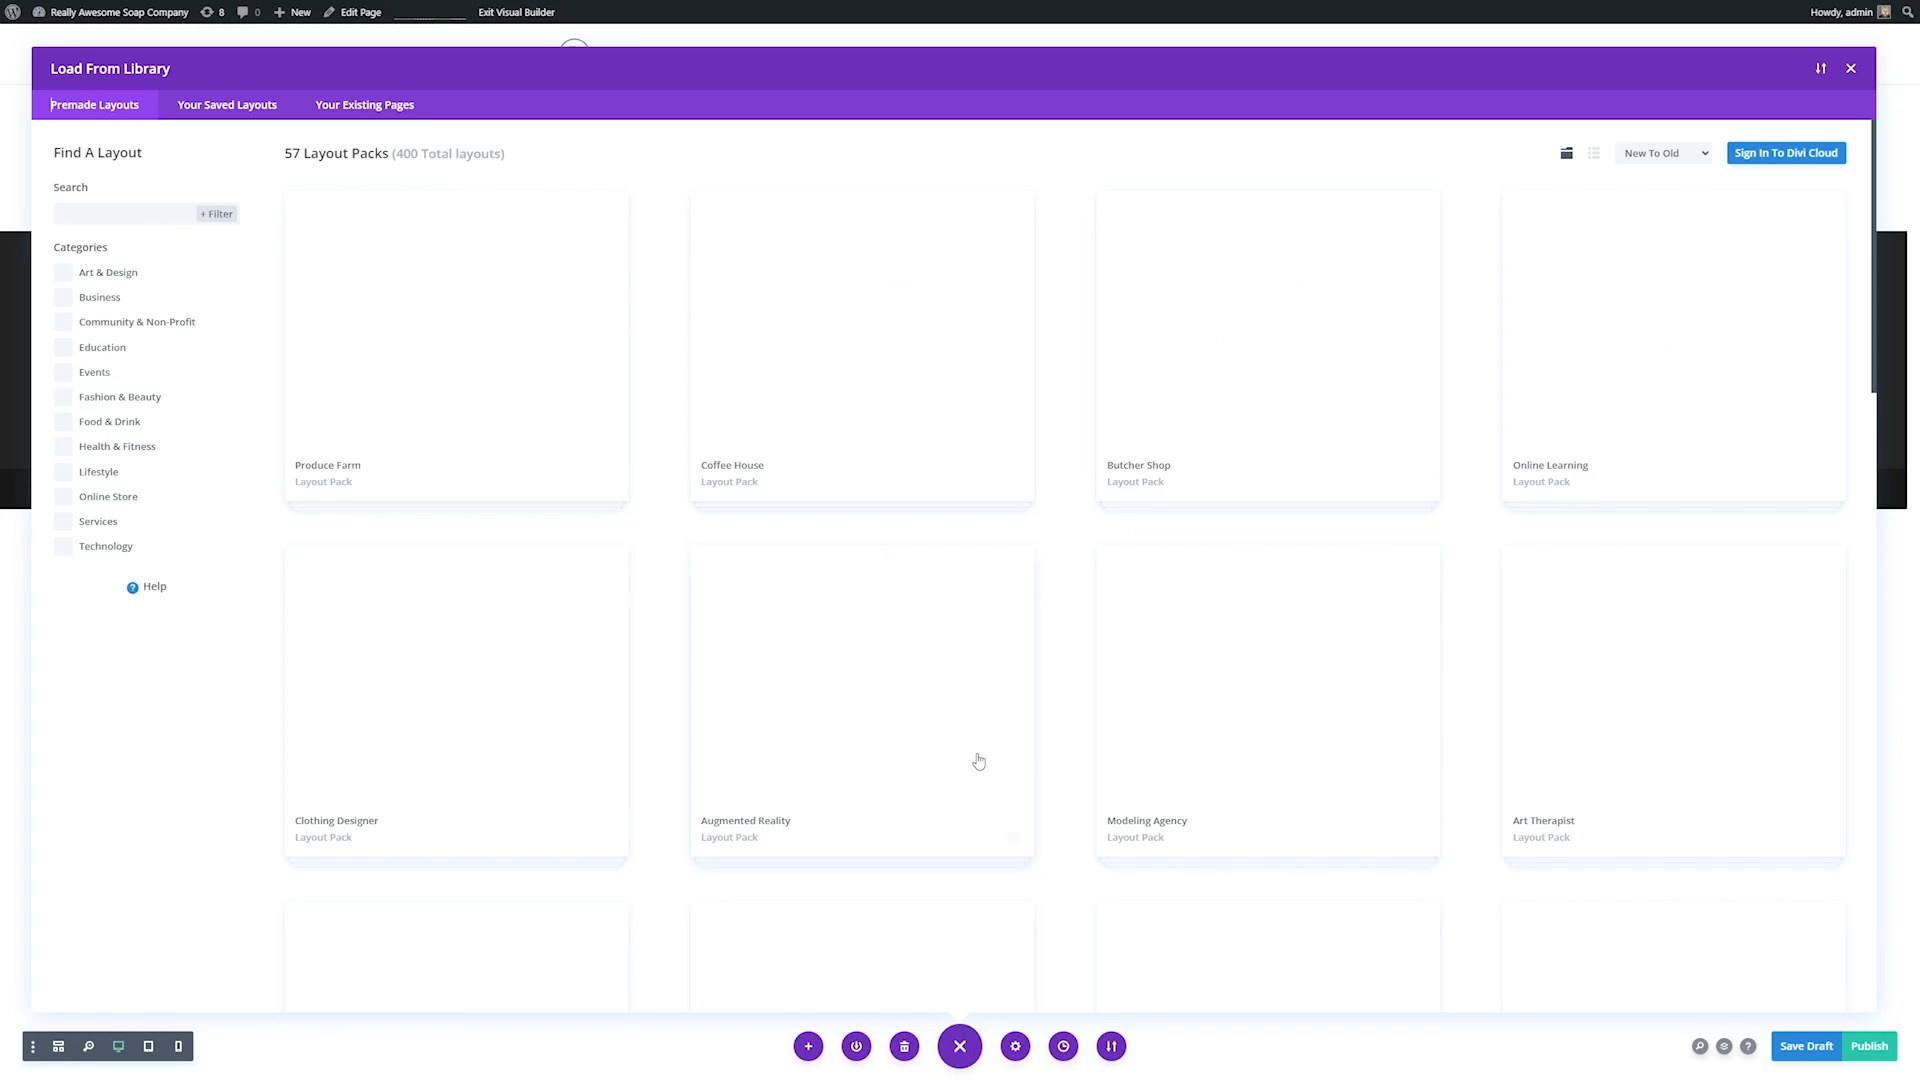 Really Awesome Soap Company 8 0 New Edit Page Exit Visual Builder Howdy, admin
Load From Library
Premade Layouts Your Saved Layouts Your Existing Pages
Find A Layout
57 Layout Packs (400 Total layouts)
New To Old
Sign In To Divi Cloud
Search
+ Filter
Categories
Art & Design
Business
Community & Non-Profit
Education
Events
Fashion & Beauty
Food & Drink
Health & Fitness
Lifestyle
Online Store
Services
Technology
? Help
Produce Farm
Layout Pack
Coffee House
Layout Pack
Butcher Shop
Layout Pack
Online Learning
Layout Pack
Clothing Designer
Layout Pack
Augmented Reality
Layout Pack
Modeling Agency
Layout Pack
Art Therapist
Layout Pack
Save Draft Publish